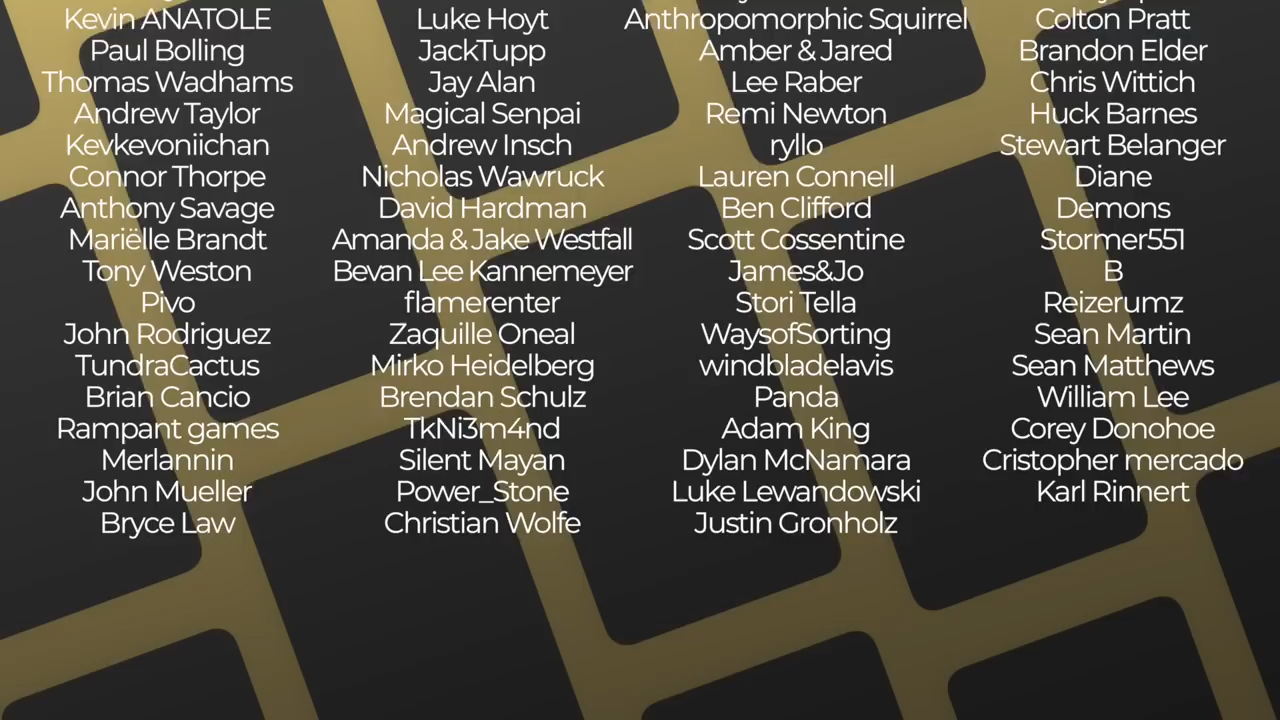 Kevin ANATOLE
Paul Bolling
Thomas Wadhams
Andrew Taylor
Kevkevoniichan
Connor Thorpe
Anthony Savage
Mariëlle Brandt
Tony Weston
Pivo
John Rodriguez
TundraCactus
Brian Cancio
Rampant games
Merlannin
John Mueller
Bryce Law
Luke Hoyt
JackTupp
Jay Alan
Magical Senpai
Andrew Insch
Nicholas Wawruck
David Hardman
Amanda & Jake Westfall
Bevan Lee Kannemeyer
flamerenter
Zaquille Oneal
Mirko Heidelberg
Brendan Schulz
TkNi3m4nd
Silent Mayan
Power_Stone
Christian Wolfe
Anthropomorphic Squirrel
Amber & Jared
Lee Raber
Remi Newton
ryllo
Lauren Connell
Ben Clifford
Scott Cossentine
James&Jo
Stori Tella
WaysofSorting
windbladelavis
Panda
Adam King
Dylan McNamara
Luke Lewandowski
Justin Gronholz
Colton Pratt
Brandon Elder
Chris Wittich
Huck Barnes
Stewart Belanger
Diane
Demons
Stormer551
B
Reizerumz
Sean Martin
Sean Matthews
William Lee
Corey Donohoe
Cristopher mercado
Karl Rinnert